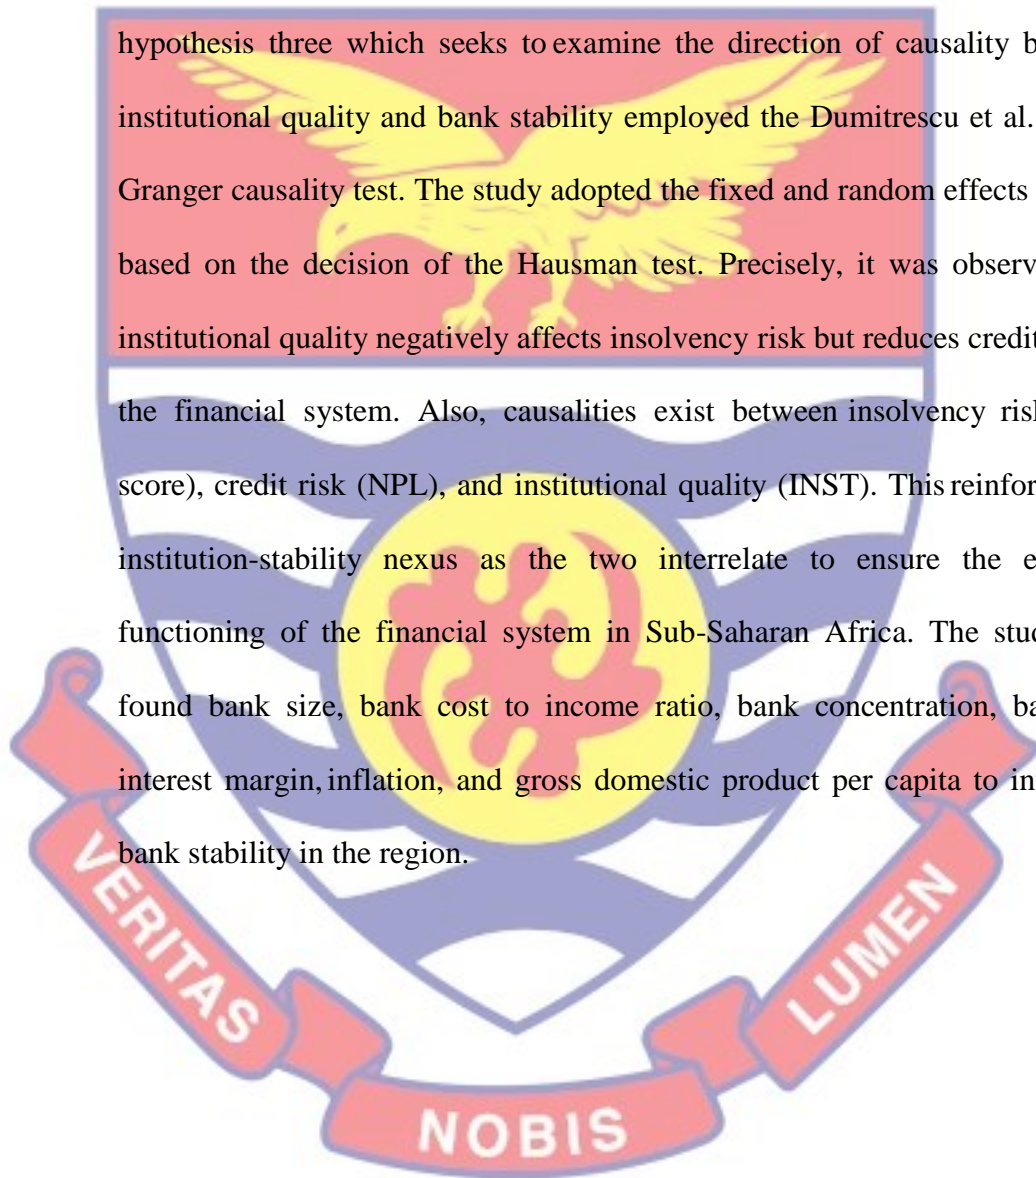 hypothesis three which seeks to examine the direction of causality b
institutional quality and bank stability employed the Dumitrescu et al.
Granger causality test. The study adopted the fixed and random effects
based on the decision of the Hausman test. Precisely, it was observ
institutional quality negatively affects insolvency risk but reduces credit
the financial system. Also, causalities exist between insolvency risk
score), credit risk (NPL), and institutional quality (INST). This reinfor
institution-stability nexus as the two interrelate to ensure the e
functioning of the financial system in Sub-Saharan Africa. The stud
found bank size, bank cost to income ratio, bank concentration, ba
interest margin, inflation, and gross domestic product per capita to in
bank stability in the region.
VERITAS
NOBIS
LUMEN